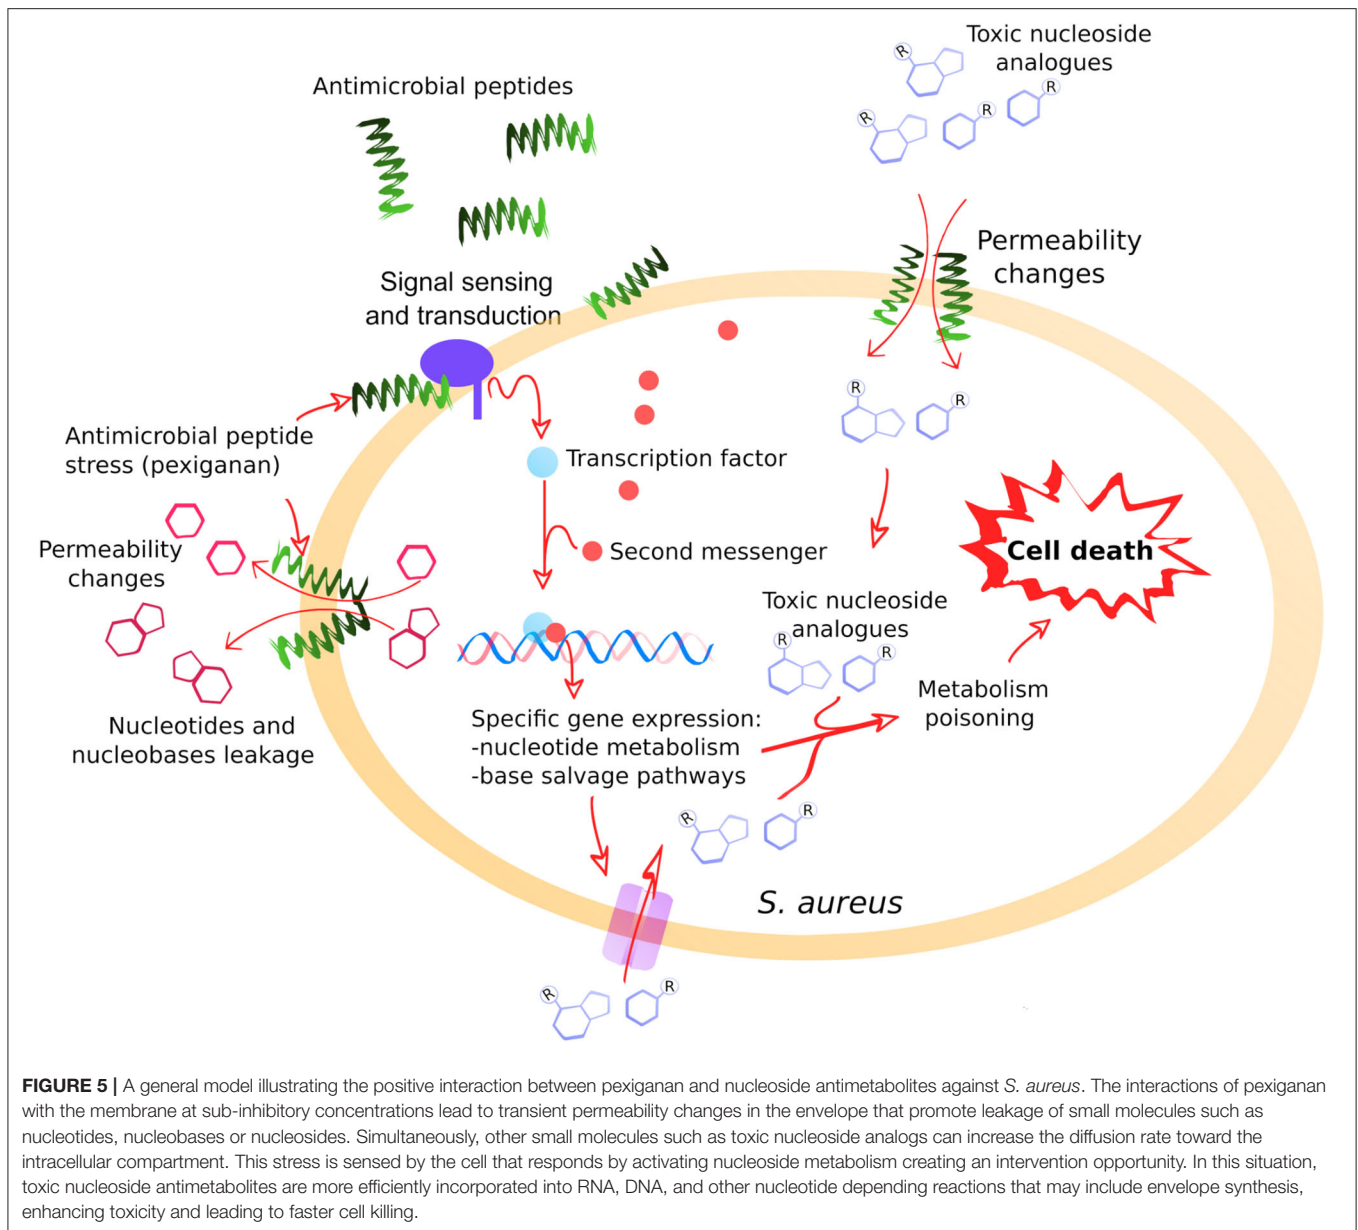 Toxic nucleoside
analogues
Antimicrobial peptides
R
R
R
R
Permeability
changes
Signal sensing
and transduction
R
R
Antimicrobial peptide
stress (pexiganan)
Transcription factor
Permeability
changes
Second messenger
Cell death
Toxic nucleoside
analogues
R
R
Nucleotides and
nucleobases leakage
Specific gene expression:
-nucleotide metabolism
-base salvage pathways
Metabolism
poisoning
R
R
S. aureus
R
R
FIGURE 5 | A general model illustrating the positive interaction between pexiganan and nucleoside antimetabolites against S. aureus. The interactions of pexiganan
with the membrane at sub-inhibitory concentrations lead to transient permeability changes in the envelope that promote leakage of small molecules such as
nucleotides, nucleobases or nucleosides. Simultaneously, other small molecules such as toxic nucleoside analogs can increase the diffusion rate toward the
intracellular compartment. This stress is sensed by the cell that responds by activating nucleoside metabolism creating an intervention opportunity. In this situation,
toxic nucleoside antimetabolites are more efficiently incorporated into RNA, DNA, and other nucleotide depending reactions that may include envelope synthesis,
enhancing toxicity and leading to faster cell killing.